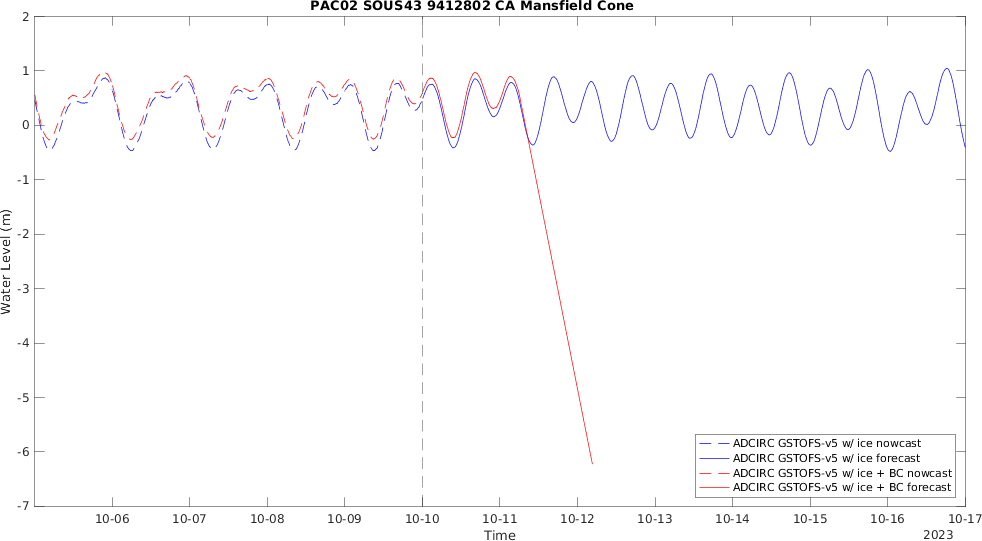 PAC02 SOUS43 9412802 CA Mansfield Cone
Water Level (m)
2
1
0
-1
-2
-3
-4
-5
-6
-7
10-06 10-07 10-08 10-09 10-10 10-11 10-12 10-13 10-14 10-15 10-16 10-17
Time
2023
ADCIRC GSTOFS-v5 w/ ice nowcast
ADCIRC GSTOFS-v5 w/ ice forecast
ADCIRC GSTOFS-v5 w/ ice + BC nowcast
ADCIRC GSTOFS-v5 w/ ice + BC forecast